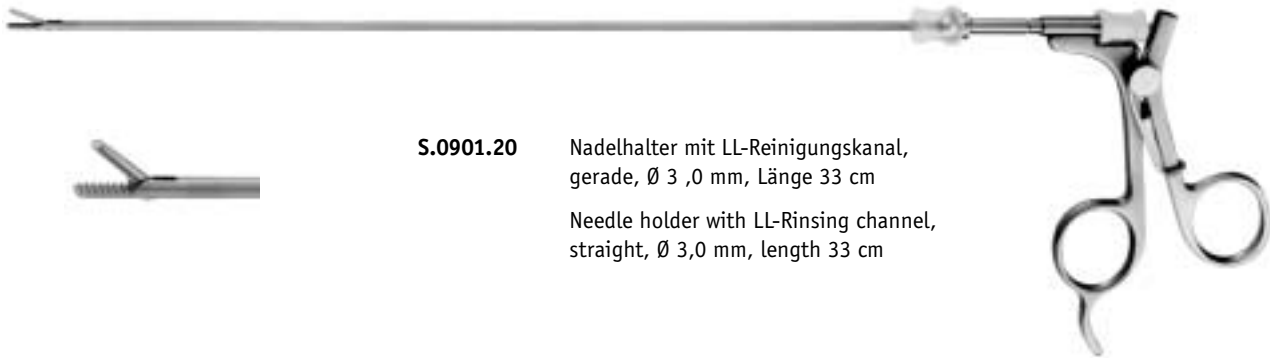 S.0901.20 Nadelhalter mit LL-Reinigungskanal,
gerade, Ø 3 ,0 mm, Länge 33 cm
Needle holder with LL-Rinsing channel,
straight, Ø 3,0 mm, length 33 cm